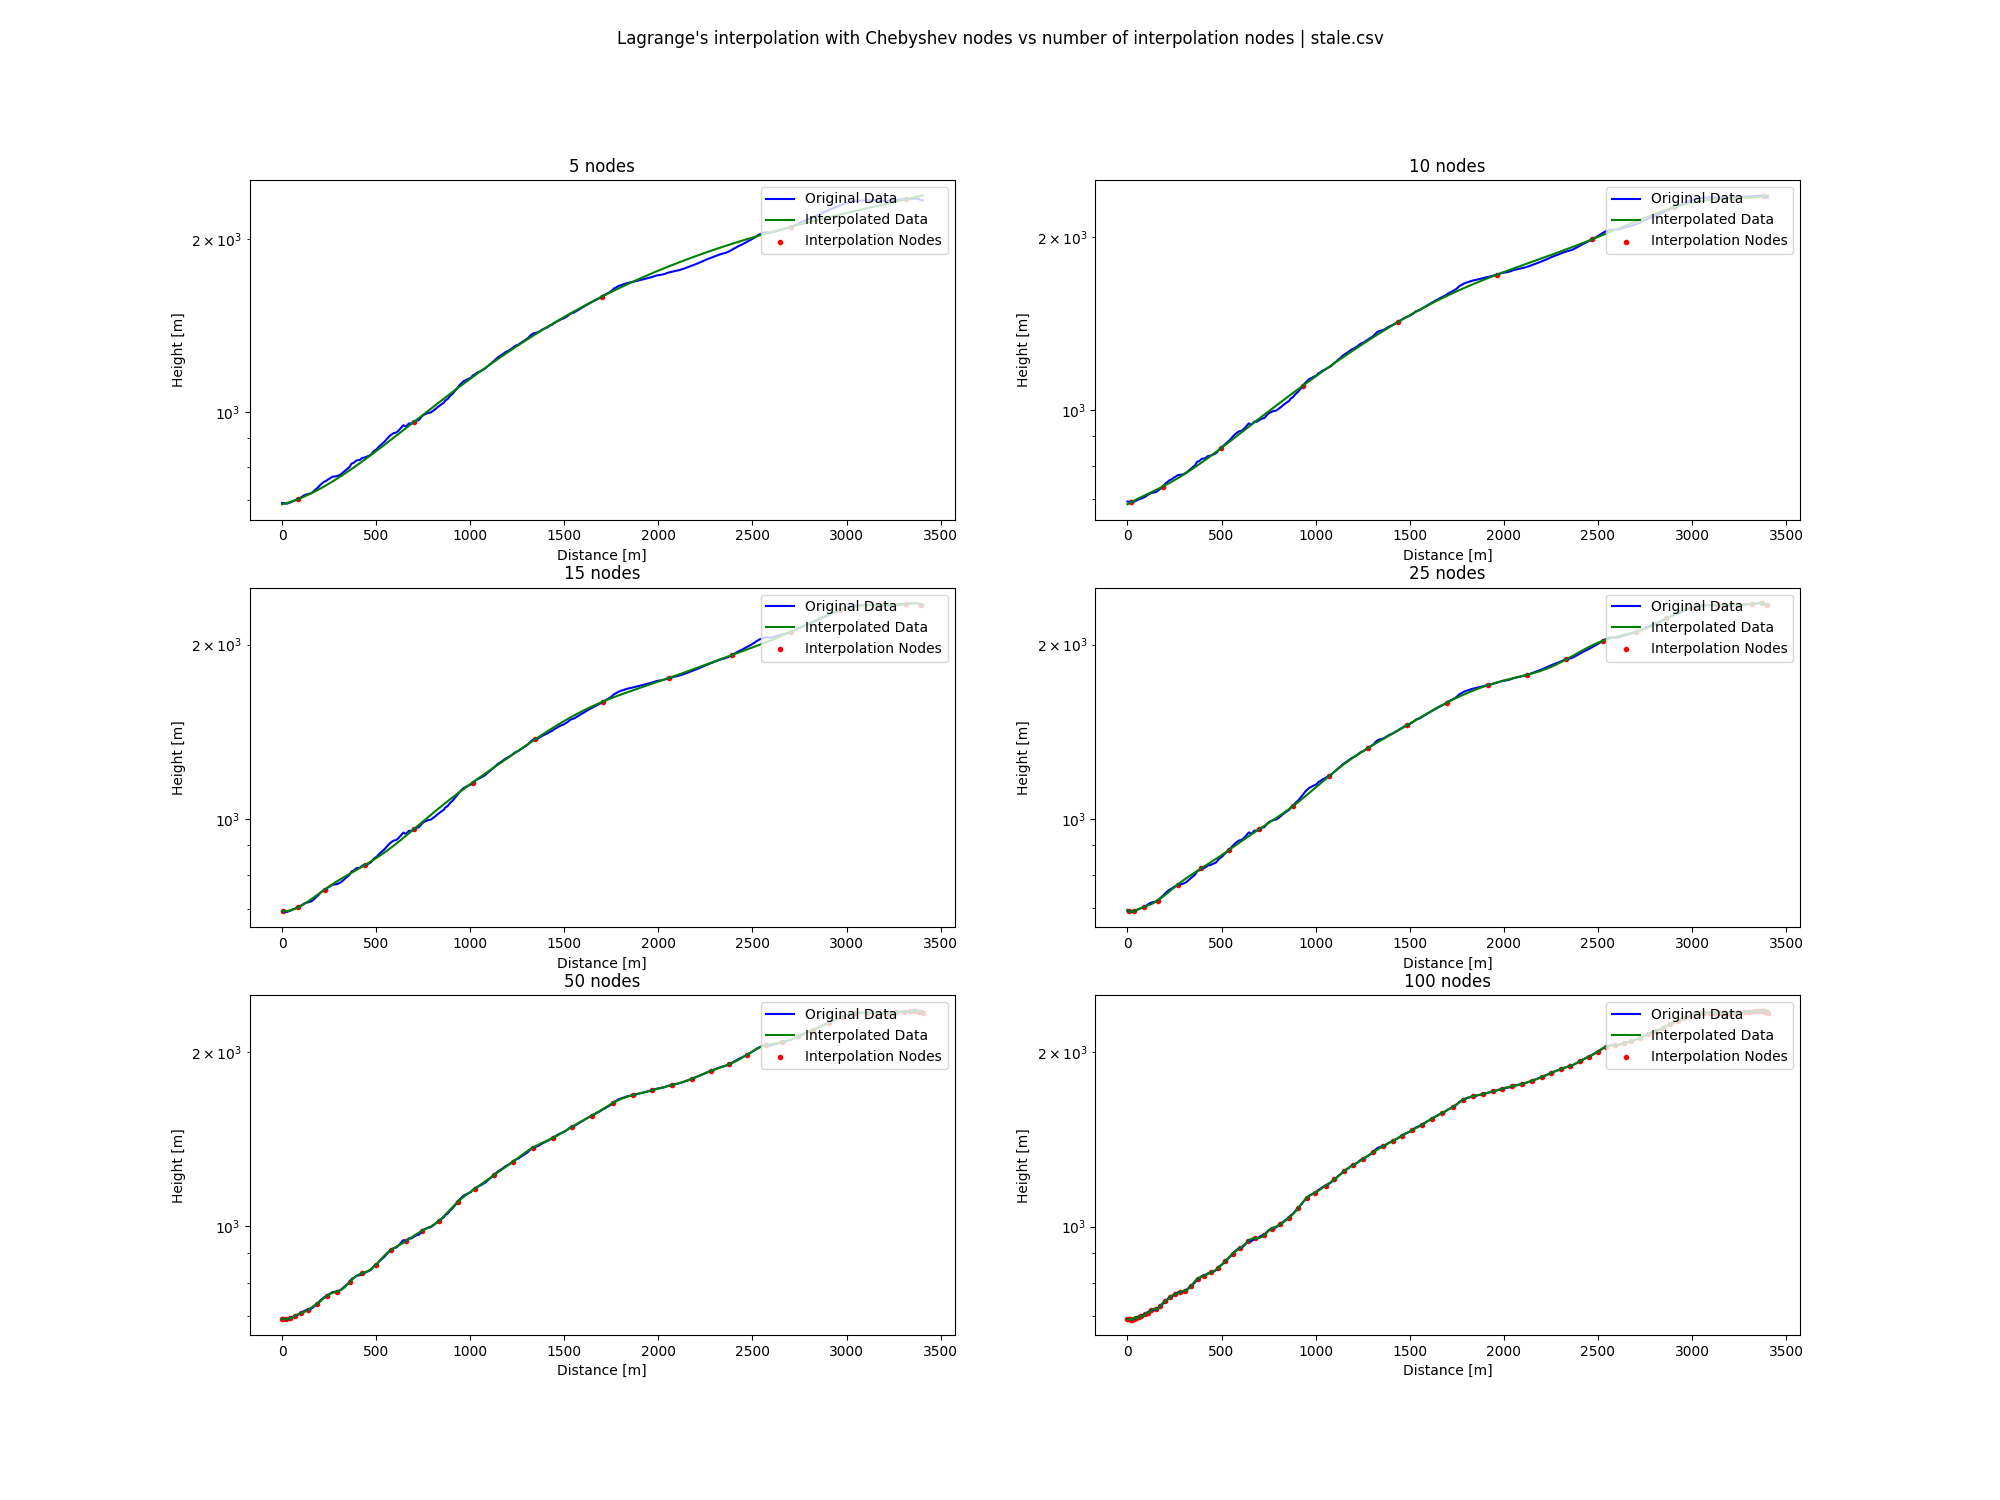 Lagrange's interpolation with Chebyshev nodes vs number of interpolation nodes | stale.csv
5 nodes
Original Data
Interpolated Data
Interpolation Nodes
2 × 10³
10³
Height [m]
0 500 1000 1500 2000 2500 3000 3500
Distance [m]
10 nodes
Original Data
Interpolated Data
Interpolation Nodes
2 × 10³
10³
Height [m]
0 500 1000 1500 2000 2500 3000 3500
Distance [m]
15 nodes
Original Data
Interpolated Data
Interpolation Nodes
2 × 10³
10³
Height [m]
0 500 1000 1500 2000 2500 3000 3500
Distance [m]
25 nodes
Original Data
Interpolated Data
Interpolation Nodes
2 × 10³
10³
Height [m]
0 500 1000 1500 2000 2500 3000 3500
Distance [m]
50 nodes
Original Data
Interpolated Data
Interpolation Nodes
2 × 10³
10³
Height [m]
0 500 1000 1500 2000 2500 3000 3500
Distance [m]
100 nodes
Original Data
Interpolated Data
Interpolation Nodes
2 × 10³
10³
Height [m]
0 500 1000 1500 2000 2500 3000 3500
Distance [m]